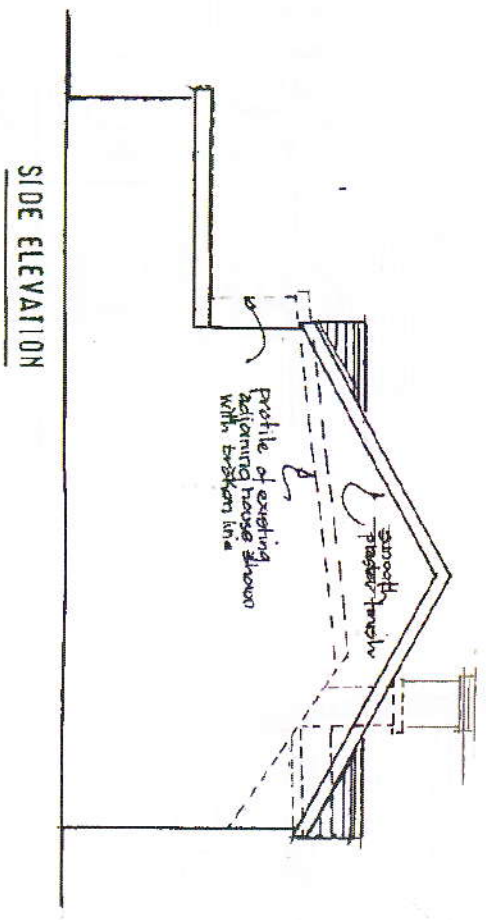 smooth
plaster finish
profile of existing
adjoining house shown
with broken line
SIDE ELEVATION